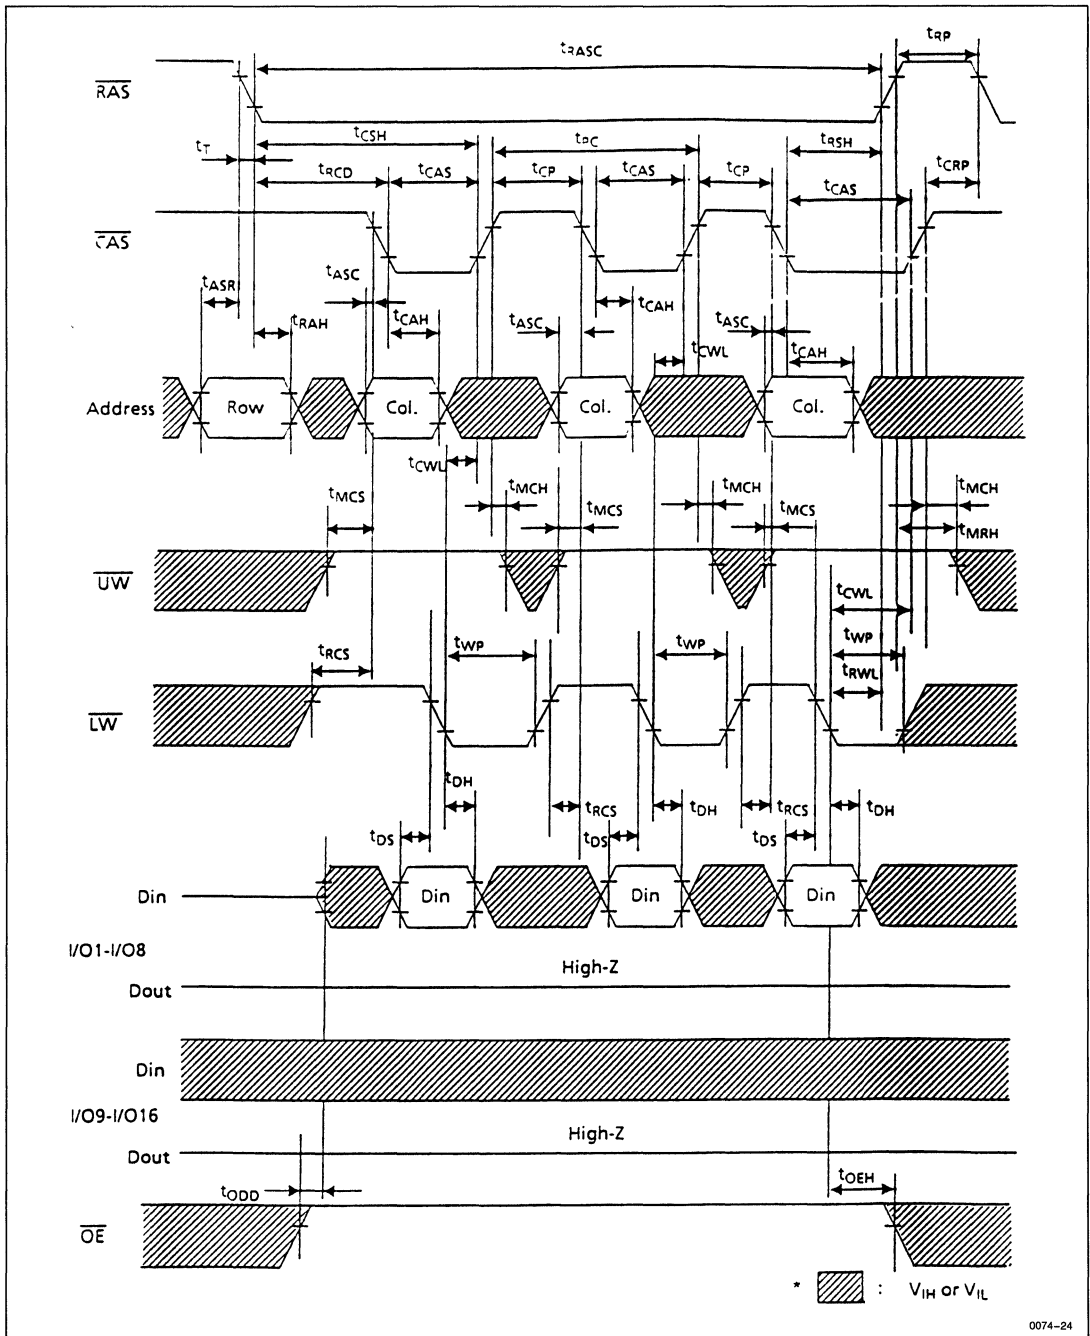 tRASC
tRP
RAS
tT
tCSH
tPC
tRSH
tRCD
tCAS
tCP
tCAS
tCP
tCRP
tCAS
CAS
tASR
tASC
tRAH
tCAH
tASC
tCAH
tASC
tCWL
tCAH
Address
Row
Col.
Col.
Col.
tCWL
tMCS
tMCH
tMCS
tMCH
tMCS
tMCH
tMRH
UW
tCWL
tRCS
tWP
tWP
tWP
tRWL
LW
tDH
tDS
tRCS
tDS
tDH
tRCS
tDS
tDH
Din
Din
Din
Din
I/O1-I/O8
High-Z
Dout
Din
I/O9-I/O16
High-Z
Dout
tODD
tOEH
OE
* : VIH or VIL
0074-24